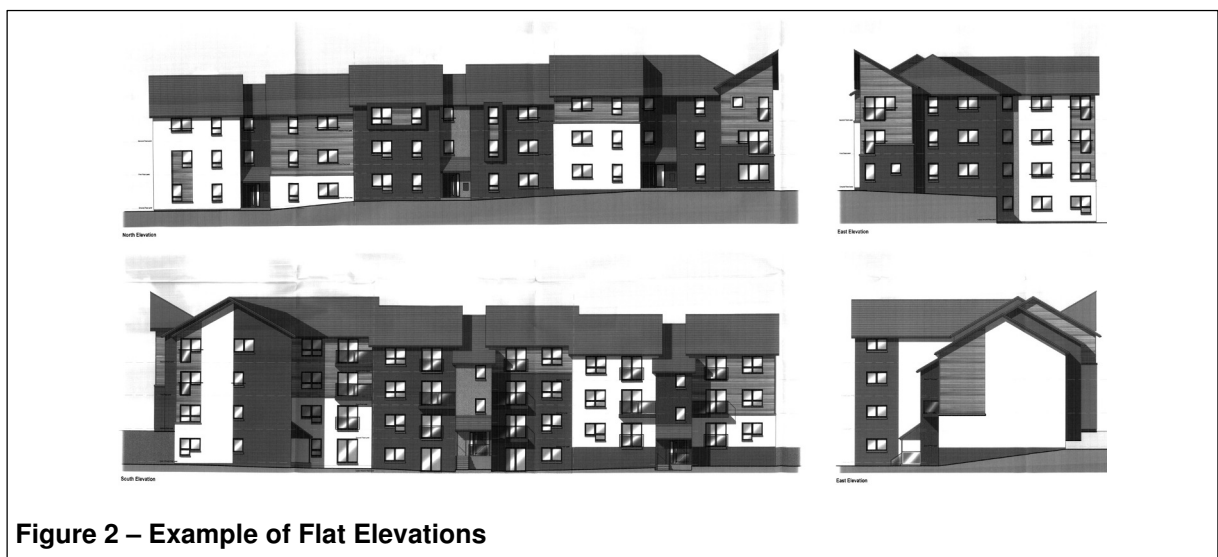 North Elevation
East Elevation
South Elevation
East Elevation
Figure 2 – Example of Flat Elevations